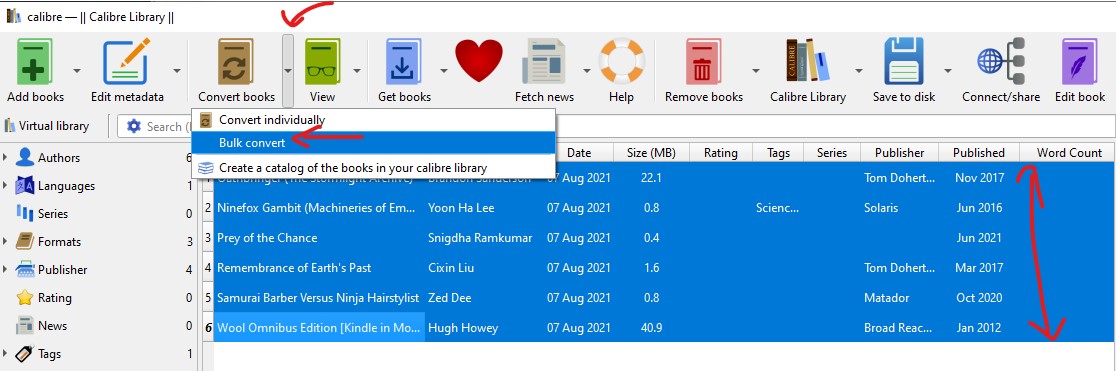 calibre — || Calibre Library ||
Add books Edit metadata Convert books View Get books Fetch news Help Remove books Calibre Library Save to disk Connect/share Edit book
CALIBRE
Virtual library Search (
Convert individually
Bulk convert
Create a catalog of the books in your calibre library
Date Size (MB) Rating Tags Series Publisher Published Word Count
Authors 6
Languages 1
Series 0
Formats 3
Publisher 4
Rating 0
News 0
Tags 1
1 Oathbringer (The Stormlight Archive) Brandon Sanderson 07 Aug 2021 22.1 Tom Dohert... Nov 2017
2 Ninefox Gambit (Machineries of Em... Yoon Ha Lee 07 Aug 2021 0.8 Scienc... Solaris Jun 2016
3 Prey of the Chance Snigdha Ramkumar 07 Aug 2021 0.4 Jun 2021
4 Remembrance of Earth's Past Cixin Liu 07 Aug 2021 1.6 Tom Dohert... Mar 2017
5 Samurai Barber Versus Ninja Hairstylist Zed Dee 07 Aug 2021 0.8 Matador Oct 2020
6 Wool Omnibus Edition [Kindle in Mo... Hugh Howey 07 Aug 2021 40.9 Broad Reac... Jan 2012